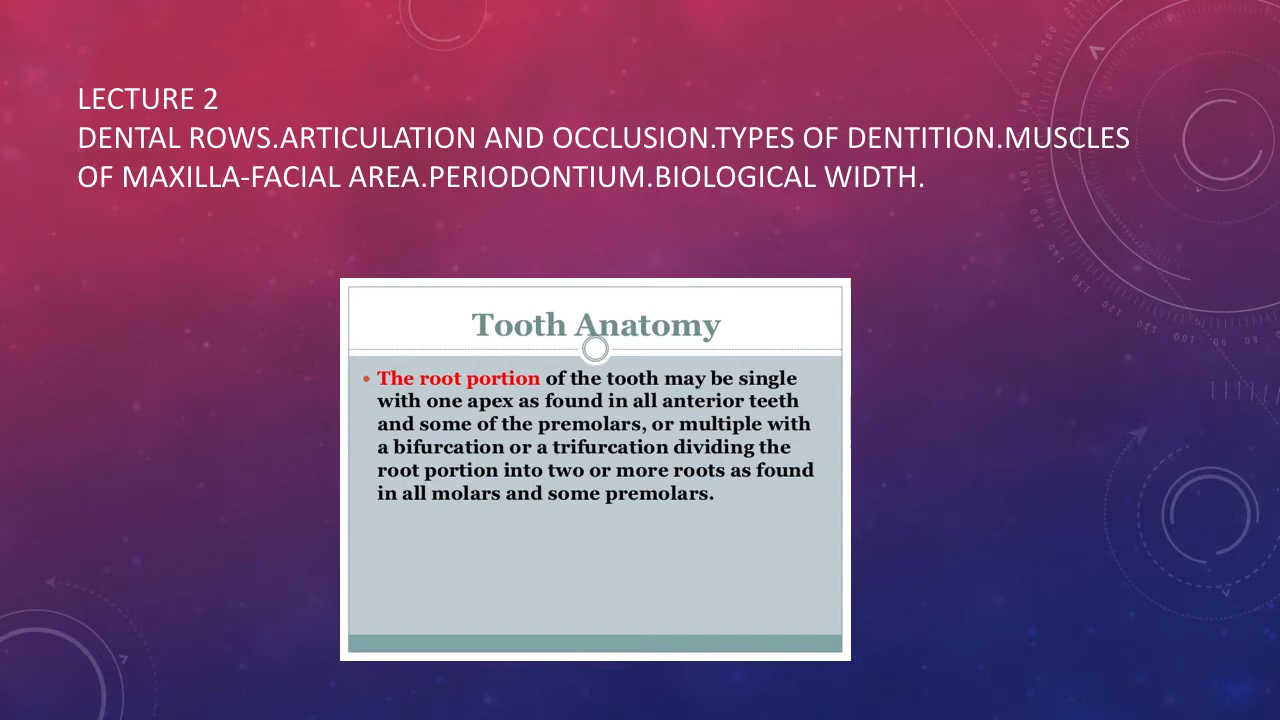 LECTURE 2
DENTAL ROWS.ARTICULATION AND OCCLUSION.TYPES OF DENTITION.MUSCLES
OF MAXILLA-FACIAL AREA.PERIODONTIUM.BIOLOGICAL WIDTH.
Tooth Anatomy
• The root portion of the tooth may be single
with one apex as found in all anterior teeth
and some of the premolars, or multiple with
a bifurcation or a trifurcation dividing the
root portion into two or more roots as found
in all molars and some premolars.